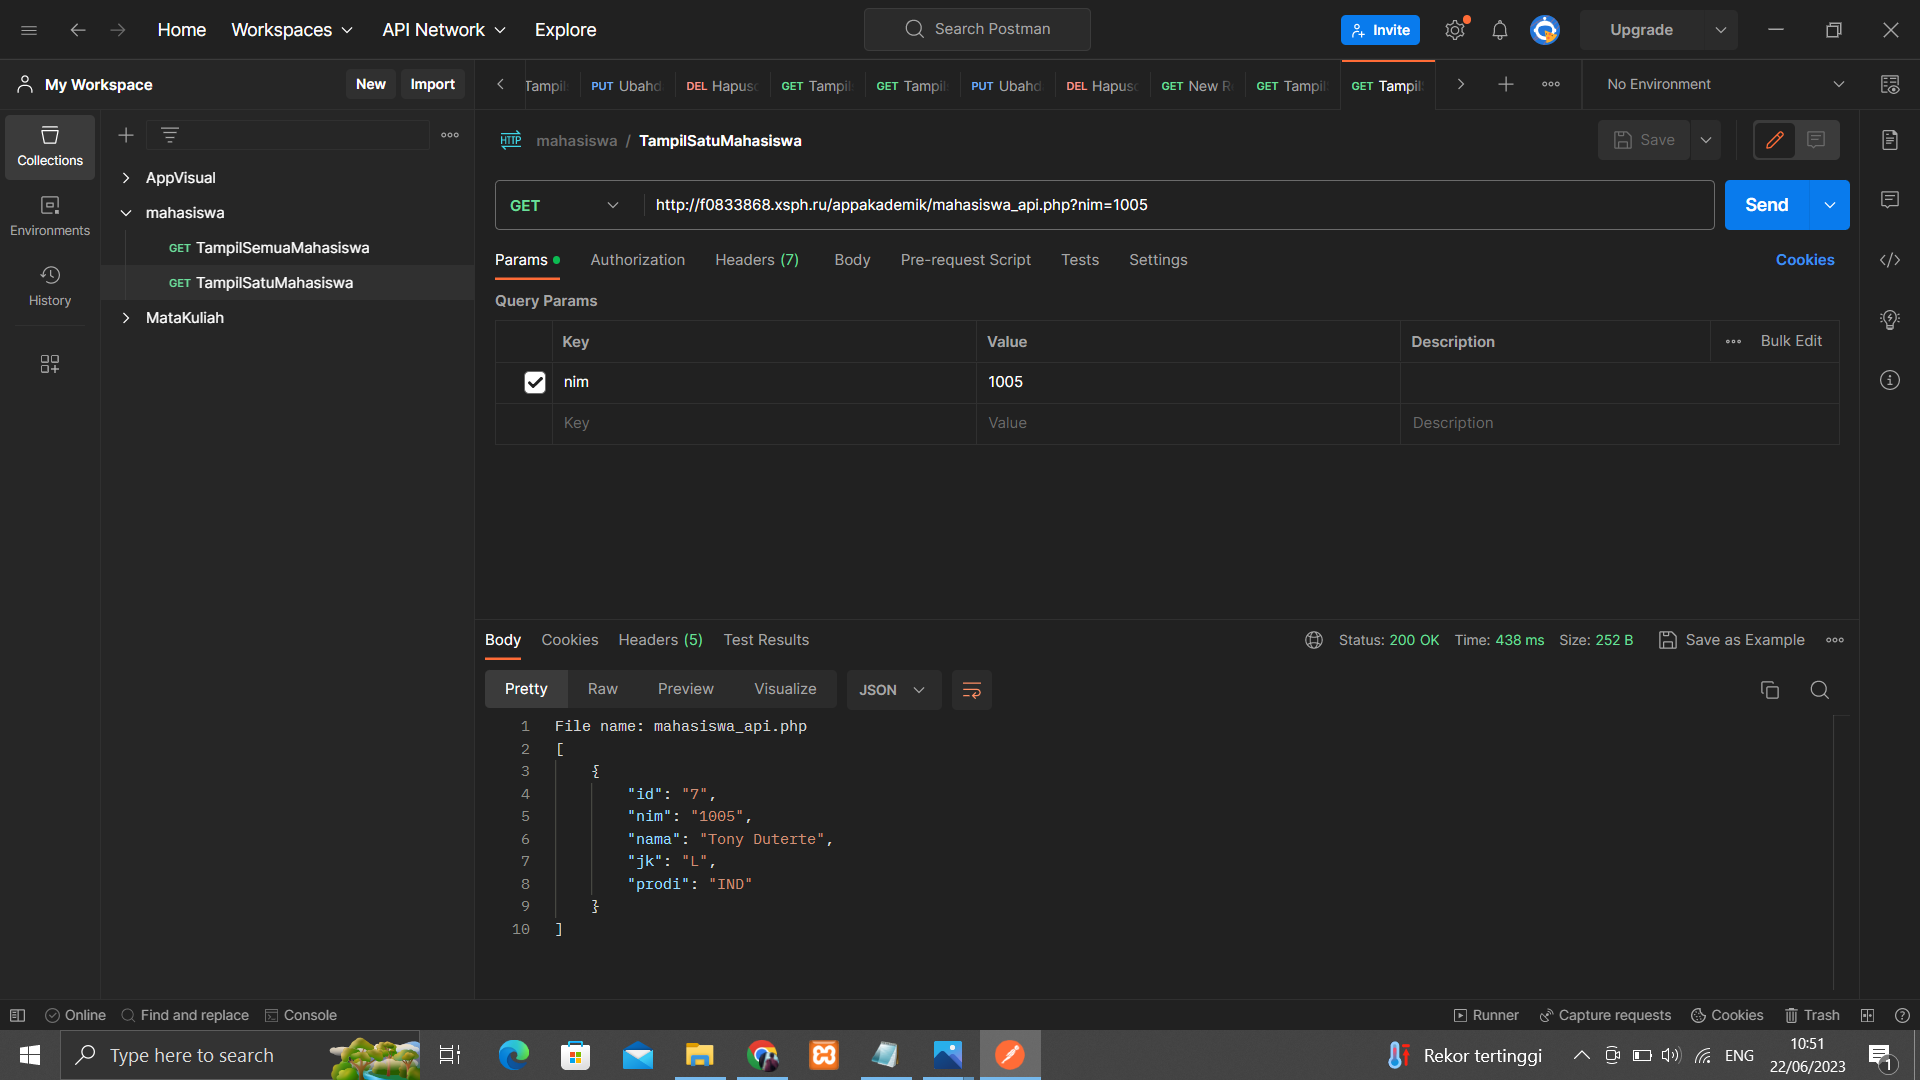 Home
Workspaces
API Network
Explore
Search Postman
Invite
Upgrade
My Workspace
New
Import
Tampil
PUT Ubahd
DEL Hapus
GET Tampil
GET Tampil
PUT Ubahd
DEL Hapus
GET New R
GET Tampil
GET Tampil
No Environment
Collections
Environments
History
AppVisual
mahasiswa
GET TampilSemuaMahasiswa
GET TampilSatuMahasiswa
MataKuliah
HTTP mahasiswa / TampilSatuMahasiswa
Save
GET http://f0833868.xsph.ru/appakademik/mahasiswa_api.php?nim=1005
Send
Params Authorization Headers (7) Body Pre-request Script Tests Settings Cookies
Query Params
Key Value Description Bulk Edit
nim 1005
Key Value Description
Body Cookies Headers (5) Test Results Status: 200 OK Time: 438 ms Size: 252 B Save as Example
Pretty Raw Preview Visualize JSON
1 File name: mahasiswa_api.php
2 [
3 {
4 "id": "7",
5 "nim": "1005",
6 "nama": "Tony Duterte",
7 "jk": "L",
8 "prodi": "IND"
9 }
10 ]
Online Find and replace Console Runner Capture requests Cookies Trash
Type here to search
Rekor tertinggi
ENG
10:51
22/06/2023
1